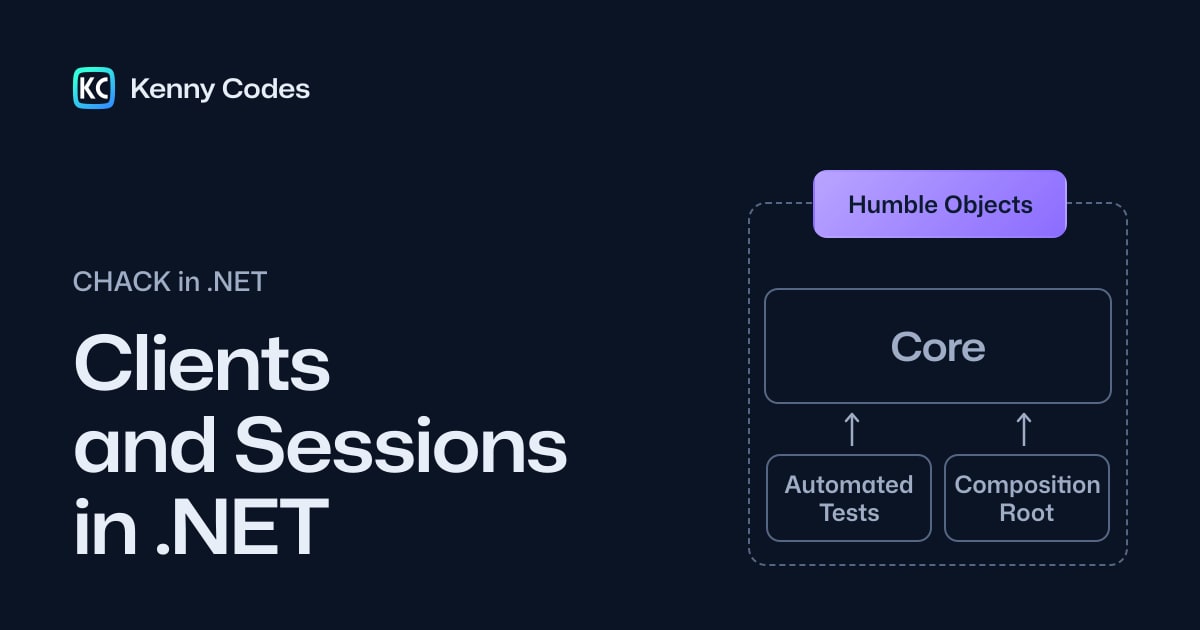 KC
Kenny Codes
CHACK in .NET
Clients
and Sessions
in .NET
Humble Objects
Core
Automated
Tests
Composition
Root